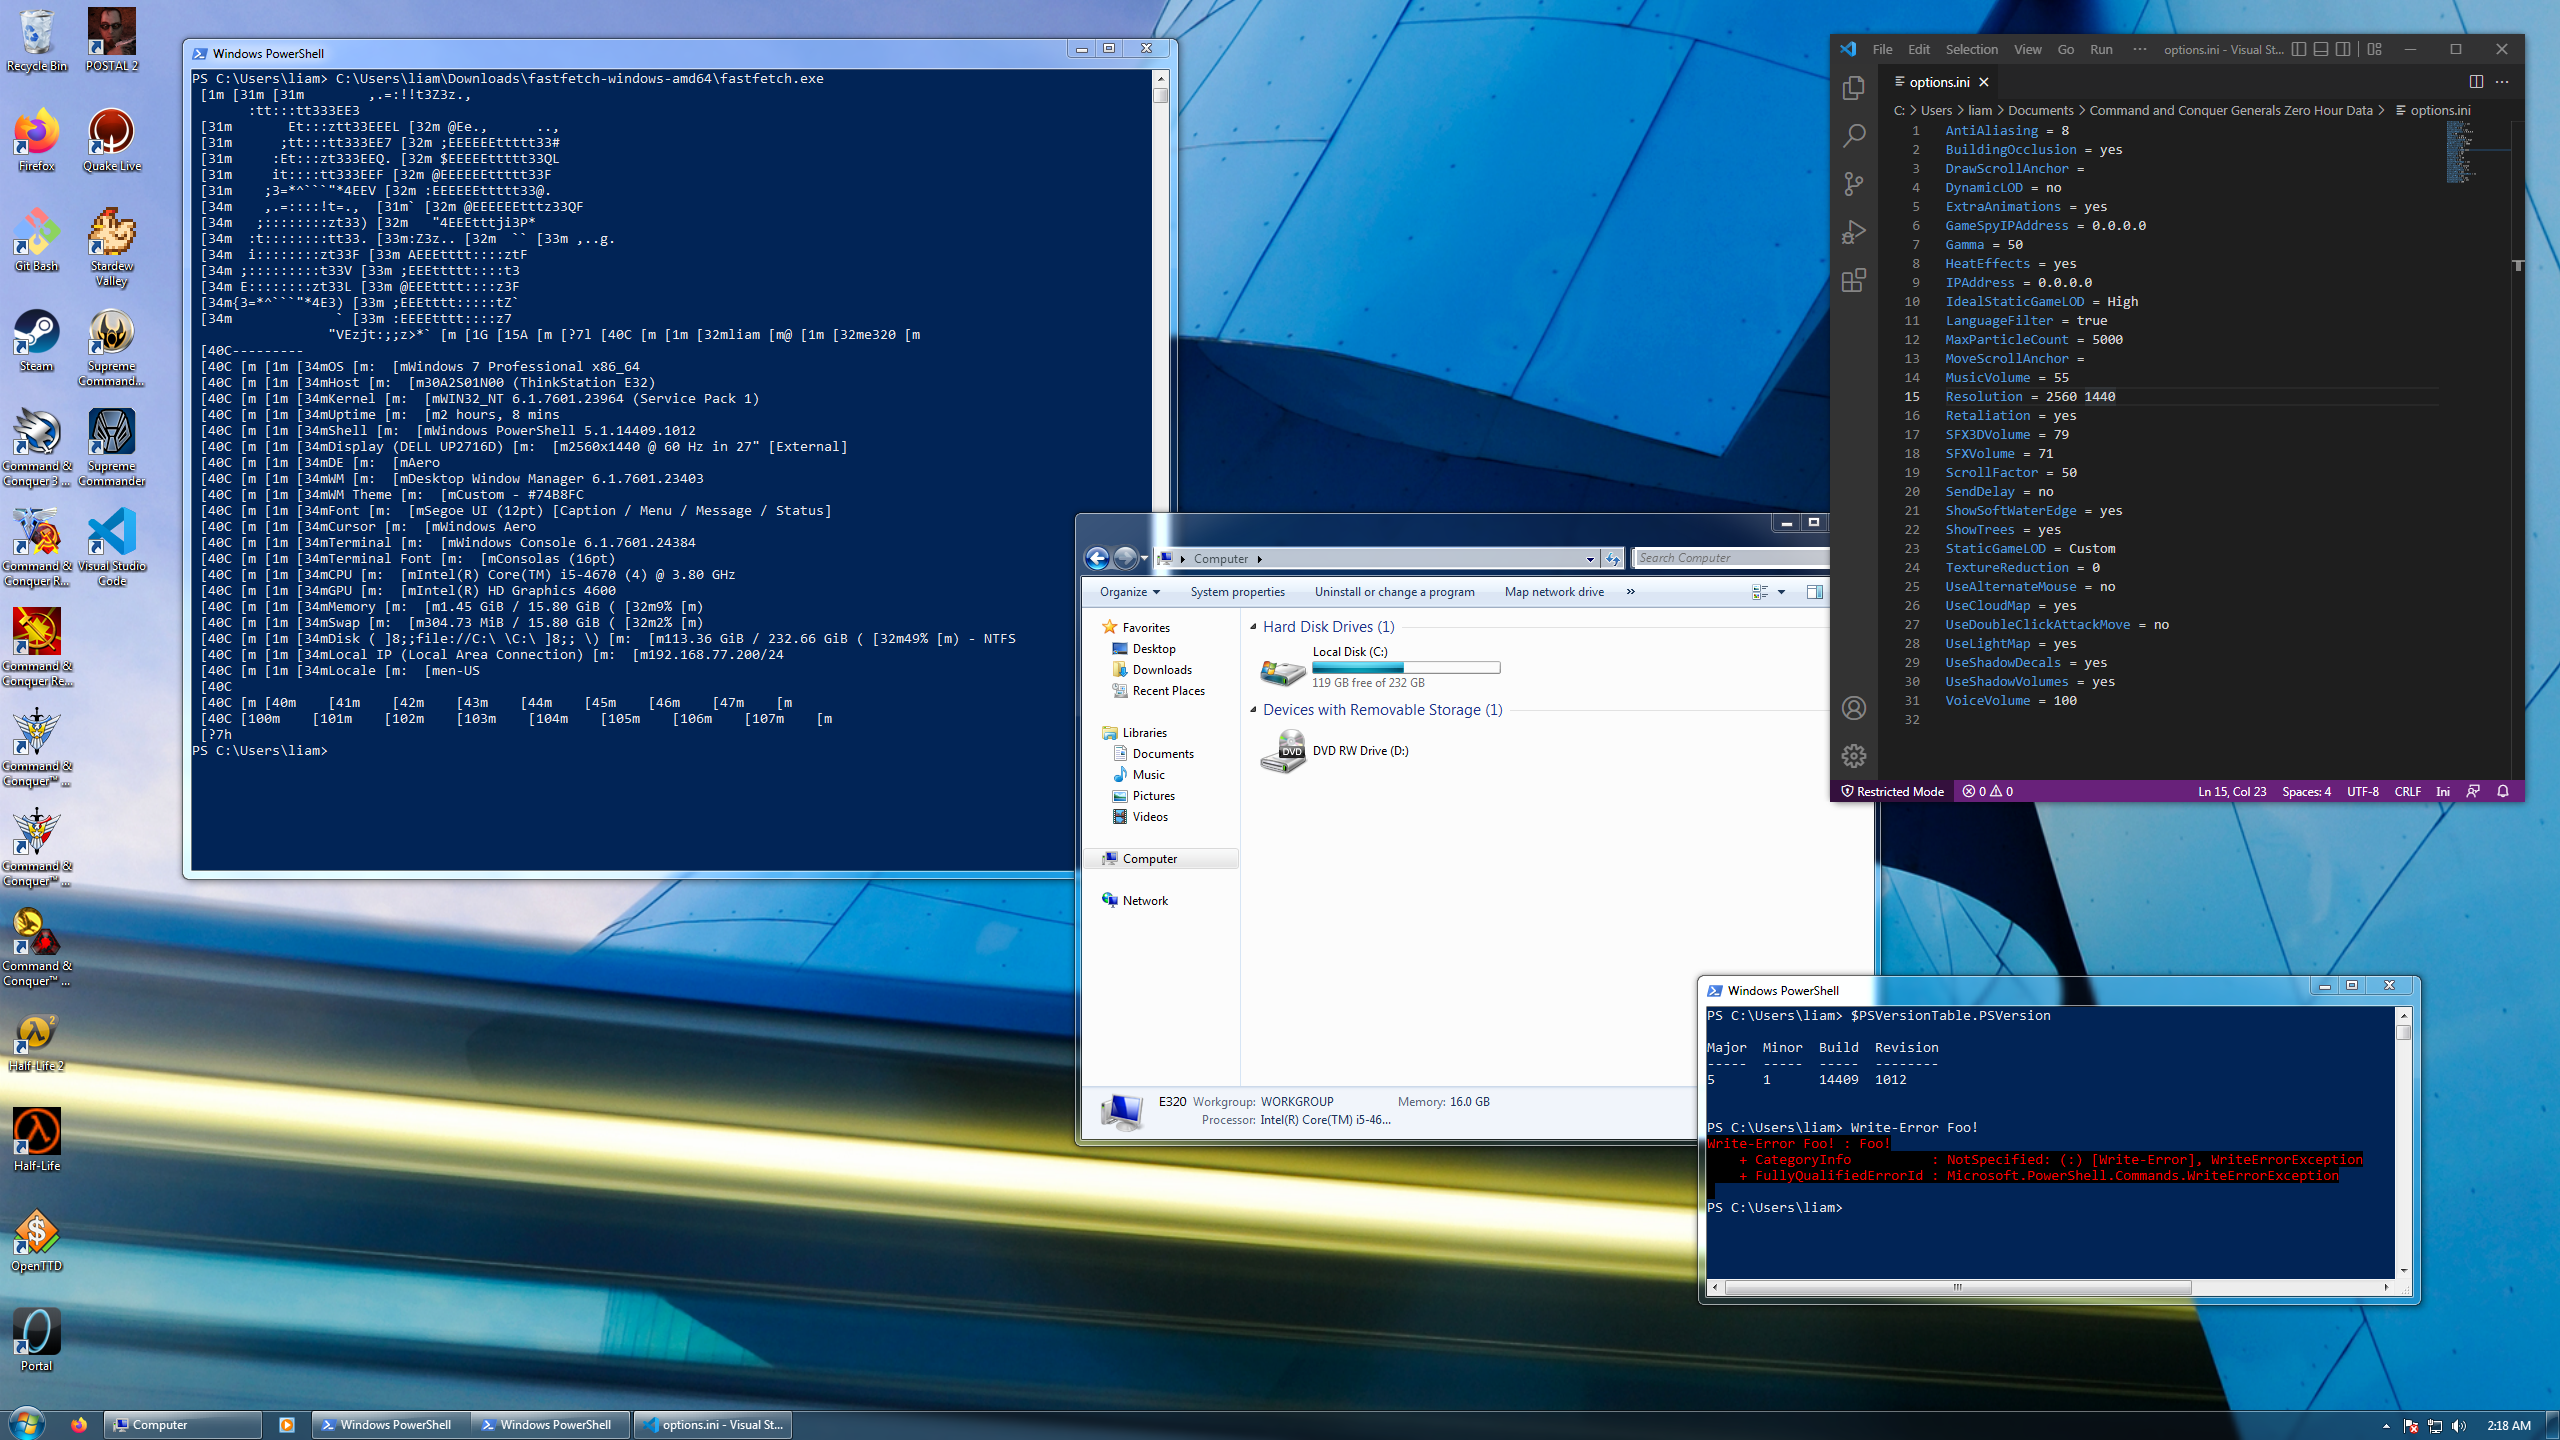 Recycle Bin
POSTAL 2
Firefox
Quake Live
Git Bash
Stardew
Valley
Steam
Supreme
Command...
Command &
Conquer 3 ...
Supreme
Commander
Command &
Conquer R...
Visual Studio
Code
Command &
Conquer Re...
Command &
Conquer™ ...
Command &
Conquer™ ...
Command &
Conquer™ ...
Half-Life 2
Half-Life
OpenTTD
Portal
Windows PowerShell
PS C:\Users\liam> C:\Users\liam\Downloads\fastfetch-windows-amd64\fastfetch.exe
 [1m [31m [31m        ,.=:!!t3Z3z.,
       :tt:::tt333EE3
 [31m       Et:::ztt33EEEL [32m @Ee.,      ..,
 [31m      ;tt:::tt333EE7 [32m ;EEEEEEttttt33#
 [31m     :Et:::zt333EEQ. [32m $EEEEEttttt33QL
 [31m     it::::tt333EEF [32m @EEEEEEttttt33F
 [31m    ;3=*^```"*4EEV [32m :EEEEEEttttt33@.
 [34m    ,.=::::!t=.,  [31m` [32m @EEEEEEtttz33QF
 [34m   ;::::::::zt33) [32m   "4EEEtttji3P*
 [34m  :t::::::::tt33. [33m:Z3z.. [32m  `` [33m ,..g.
 [34m  i::::::::zt33F [33m AEEEtttt::::ztF
 [34m ;:::::::::t33V [33m ;EEEttttt::::t3
 [34m E::::::::zt33L [33m @EEEtttt::::z3F
 [34m{3=*^```"*4E3) [33m ;EEEtttt:::::tZ`
 [34m             ` [33m :EEEEtttt::::z7
                 "VEzjt:;;z>*` [m [1G [15A [m [?7l [40C [m [1m [32mliam [m@ [1m [32me320 [m
 [40C---------
 [40C [m [1m [34mOS [m:  [mWindows 7 Professional x86_64
 [40C [m [1m [34mHost [m:  [m30A2S01N00 (ThinkStation E32)
 [40C [m [1m [34mKernel [m:  [mWIN32_NT 6.1.7601.23964 (Service Pack 1)
 [40C [m [1m [34mUptime [m:  [m2 hours, 8 mins
 [40C [m [1m [34mShell [m:  [mWindows PowerShell 5.1.14409.1012
 [40C [m [1m [34mDisplay (DELL UP2716D) [m:  [m2560x1440 @ 60 Hz in 27" [External]
 [40C [m [1m [34mDE [m:  [mAero
 [40C [m [1m [34mWM [m:  [mDesktop Window Manager 6.1.7601.23403
 [40C [m [1m [34mWM Theme [m:  [mCustom - #74B8FC
 [40C [m [1m [34mFont [m:  [mSegoe UI (12pt) [Caption / Menu / Message / Status]
 [40C [m [1m [34mCursor [m:  [mWindows Aero
 [40C [m [1m [34mTerminal [m:  [mWindows Console 6.1.7601.24384
 [40C [m [1m [34mTerminal Font [m:  [mConsolas (16pt)
 [40C [m [1m [34mCPU [m:  [mIntel(R) Core(TM) i5-4670 (4) @ 3.80 GHz
 [40C [m [1m [34mGPU [m:  [mIntel(R) HD Graphics 4600
 [40C [m [1m [34mMemory [m:  [m1.45 GiB / 15.80 GiB ( [32m9% [m)
 [40C [m [1m [34mSwap [m:  [m304.73 MiB / 15.80 GiB ( [32m2% [m)
 [40C [m [1m [34mDisk ( ]8;;file://C:\ \C:\ ]8;; \) [m:  [m113.36 GiB / 232.66 GiB ( [32m49% [m) - NTFS
 [40C [m [1m [34mLocal IP (Local Area Connection) [m:  [m192.168.77.200/24
 [40C [m [1m [34mLocale [m:  [men-US
 [40C
 [40C [m [40m    [41m    [42m    [43m    [44m    [45m    [46m    [47m    [m
 [40C [100m    [101m    [102m    [103m    [104m    [105m    [106m    [107m    [m
 [?7h
PS C:\Users\liam>
Computer
Search Computer
Organize  System properties  Uninstall or change a program  Map network drive  »
Favorites
Desktop
Downloads
Recent Places
Libraries
Documents
Music
Pictures
Videos
Computer
Network
Hard Disk Drives (1)
Local Disk (C:)
119 GB free of 232 GB
Devices with Removable Storage (1)
DVD
DVD RW Drive (D:)
E320  Workgroup: WORKGROUP  Memory: 16.0 GB
Processor: Intel(R) Core(TM) i5-46...
File  Edit  Selection  View  Go  Run  ···  options.ini - Visual St...
options.ini
C: > Users > liam > Documents > Command and Conquer Generals Zero Hour Data > options.ini
1  AntiAliasing = 8
2  BuildingOcclusion = yes
3  DrawScrollAnchor =
4  DynamicLOD = no
5  ExtraAnimations = yes
6  GameSpyIPAddress = 0.0.0.0
7  Gamma = 50
8  HeatEffects = yes
9  IPAddress = 0.0.0.0
10  IdealStaticGameLOD = High
11  LanguageFilter = true
12  MaxParticleCount = 5000
13  MoveScrollAnchor =
14  MusicVolume = 55
15  Resolution = 2560 1440
16  Retaliation = yes
17  SFX3DVolume = 79
18  SFXVolume = 71
19  ScrollFactor = 50
20  SendDelay = no
21  ShowSoftWaterEdge = yes
22  ShowTrees = yes
23  StaticGameLOD = Custom
24  TextureReduction = 0
25  UseAlternateMouse = no
26  UseCloudMap = yes
27  UseDoubleClickAttackMove = no
28  UseLightMap = yes
29  UseShadowDecals = yes
30  UseShadowVolumes = yes
31  VoiceVolume = 100
32
Restricted Mode  0  0  Ln 15, Col 23  Spaces: 4  UTF-8  CRLF  Ini
Windows PowerShell
PS C:\Users\liam> $PSVersionTable.PSVersion
Major  Minor  Build  Revision
-----  -----  -----  --------
5      1      14409  1012
PS C:\Users\liam> Write-Error Foo!
Write-Error Foo! : Foo!
    + CategoryInfo          : NotSpecified: (:) [Write-Error], WriteErrorException
    + FullyQualifiedErrorId : Microsoft.PowerShell.Commands.WriteErrorException
PS C:\Users\liam>
Computer  Windows PowerShell  Windows PowerShell  options.ini - Visual St...  2:18 AM